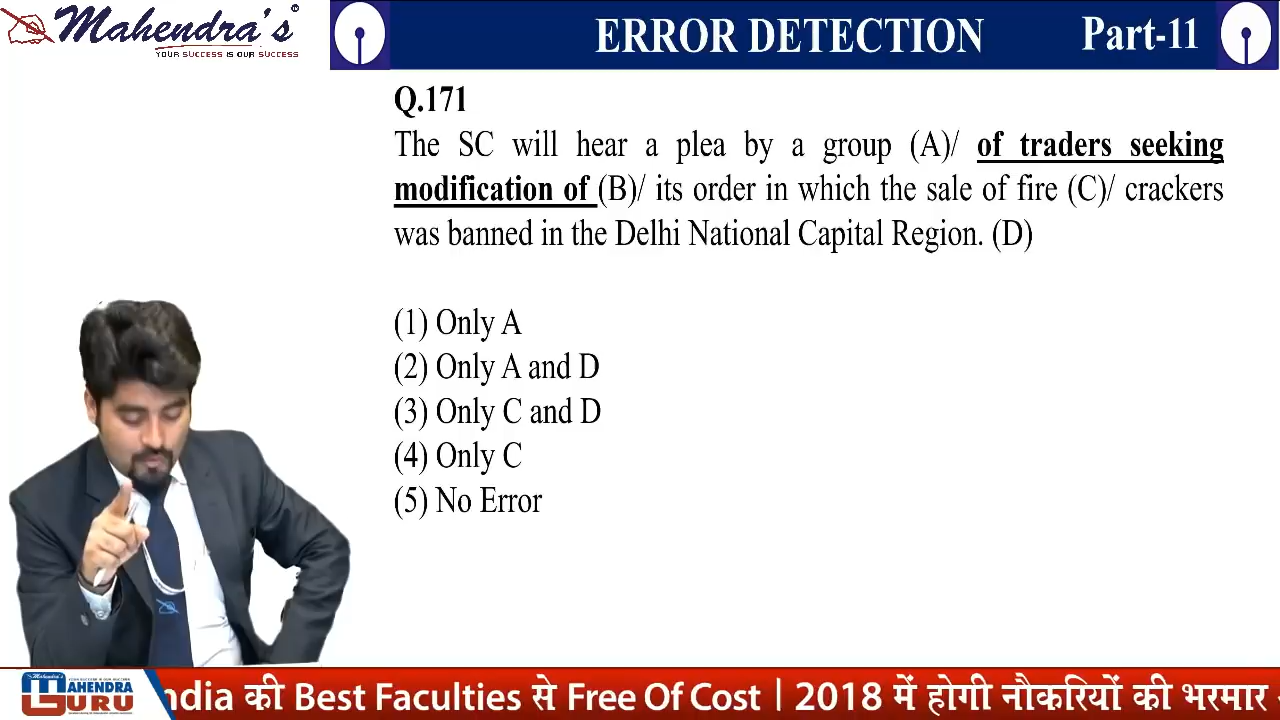 Mahendra's
YOUR SUCCESS IS OUR SUCCESS
ERROR DETECTION
Part-11
Q.171
The SC will hear a plea by a group (A)/ of traders seeking
modification of (B)/ its order in which the sale of fire (C)/ crackers
was banned in the Delhi National Capital Region. (D)
(1) Only A
(2) Only A and D
(3) Only C and D
(4) Only C
(5) No Error
Mahendra's
MAHENDRA
GURU
ndia की Best Faculties से Free Of Cost | 2018 में होगी नौकरियों की भरमार